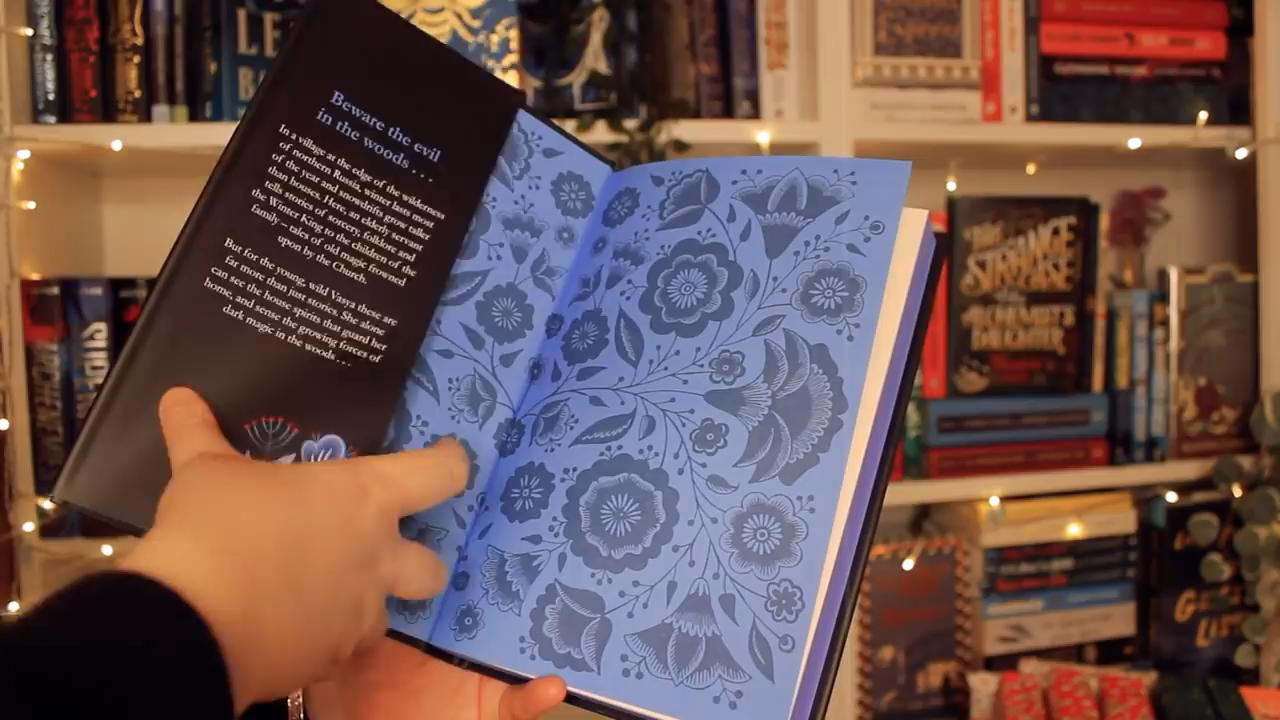 Beware the evil
in the woods . . .
In a village at the edge of the wilderness
of northern Russia, winter lasts most
of the year and snowdrifts grow taller
than houses. Here, an elderly servant
tells stories of sorcery, folklore and
the Winter King to the children of the
family – tales of old magic frowned
upon by the Church.
But for the young, wild Vasya these are
far more than just stories. She alone
can see the house spirits that guard her
home, and sense the growing forces of
dark magic in the woods . . .
LE
THE
STRANGE
CASE
ALCHEMIST'S
DAUGHTER